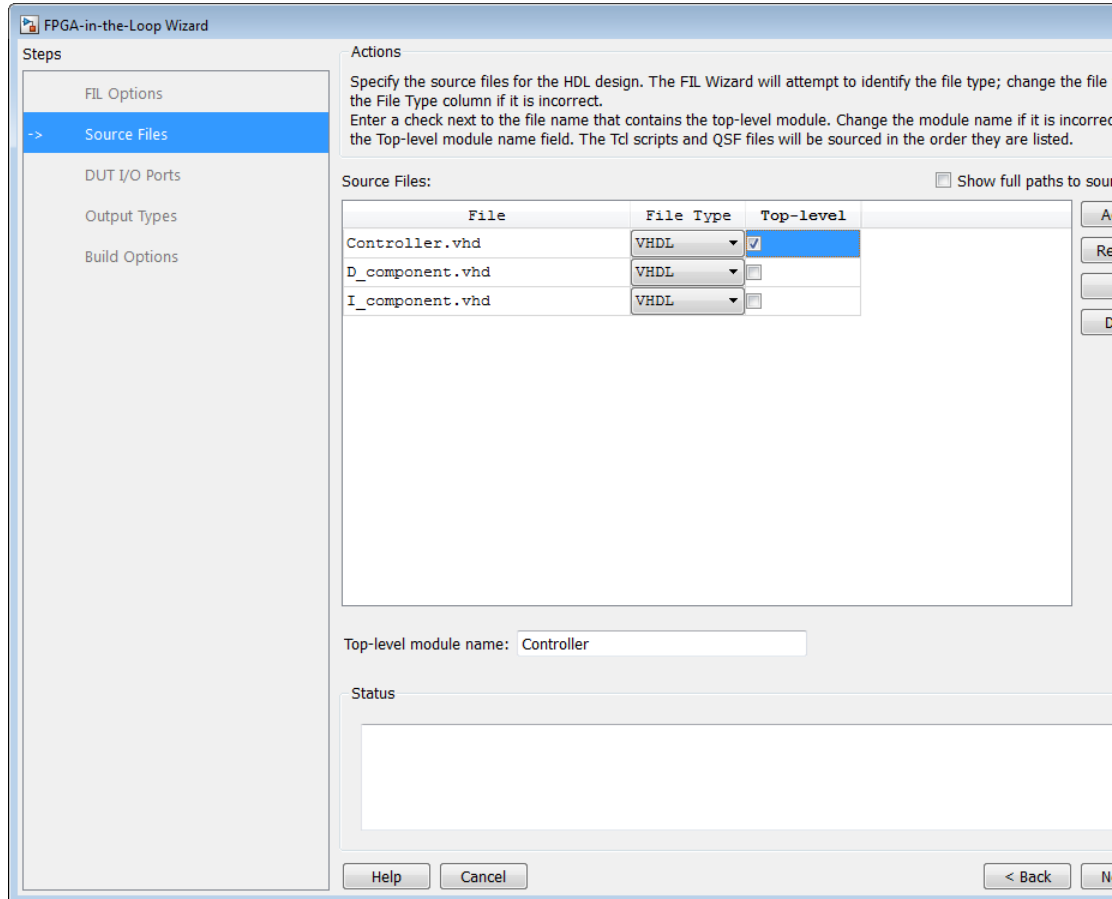 FPGA-in-the-Loop Wizard
Steps
FIL Options
-> Source Files
DUT I/O Ports
Output Types
Build Options
Actions
Specify the source files for the HDL design. The FIL Wizard will attempt to identify the file type; change the file
the File Type column if it is incorrect.
Enter a check next to the file name that contains the top-level module. Change the module name if it is
the Top-level module name field. The Tcl scripts and QSF files will be sourced in the order they are listed.
Source Files:
Show full paths to
File File Type Top-level
Controller.vhd VHDL
D_component.vhd VHDL
I_component.vhd VHDL
Top-level module name: Controller
Status
Help Cancel < Back